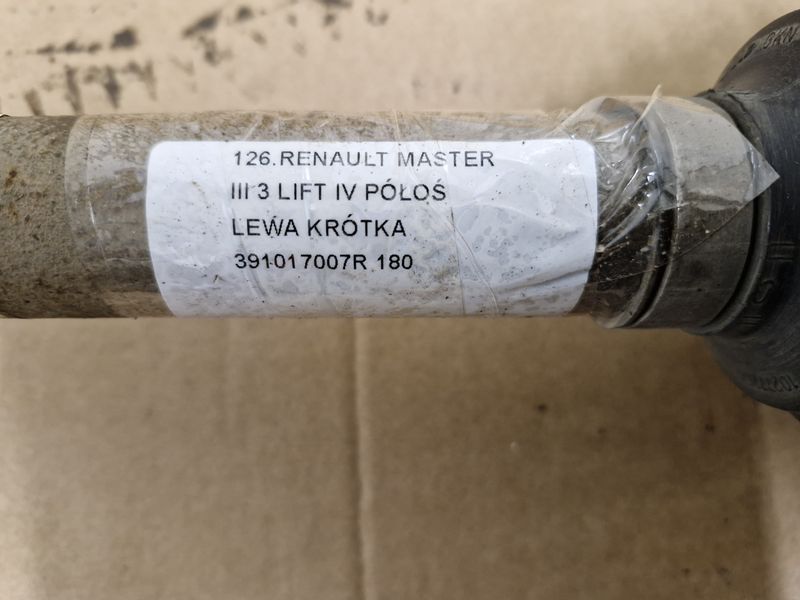 126.RENAULT MASTER
III 3 LIFT IV PÓŁOŚ
LEWA KRÓTKA
391017007R 180